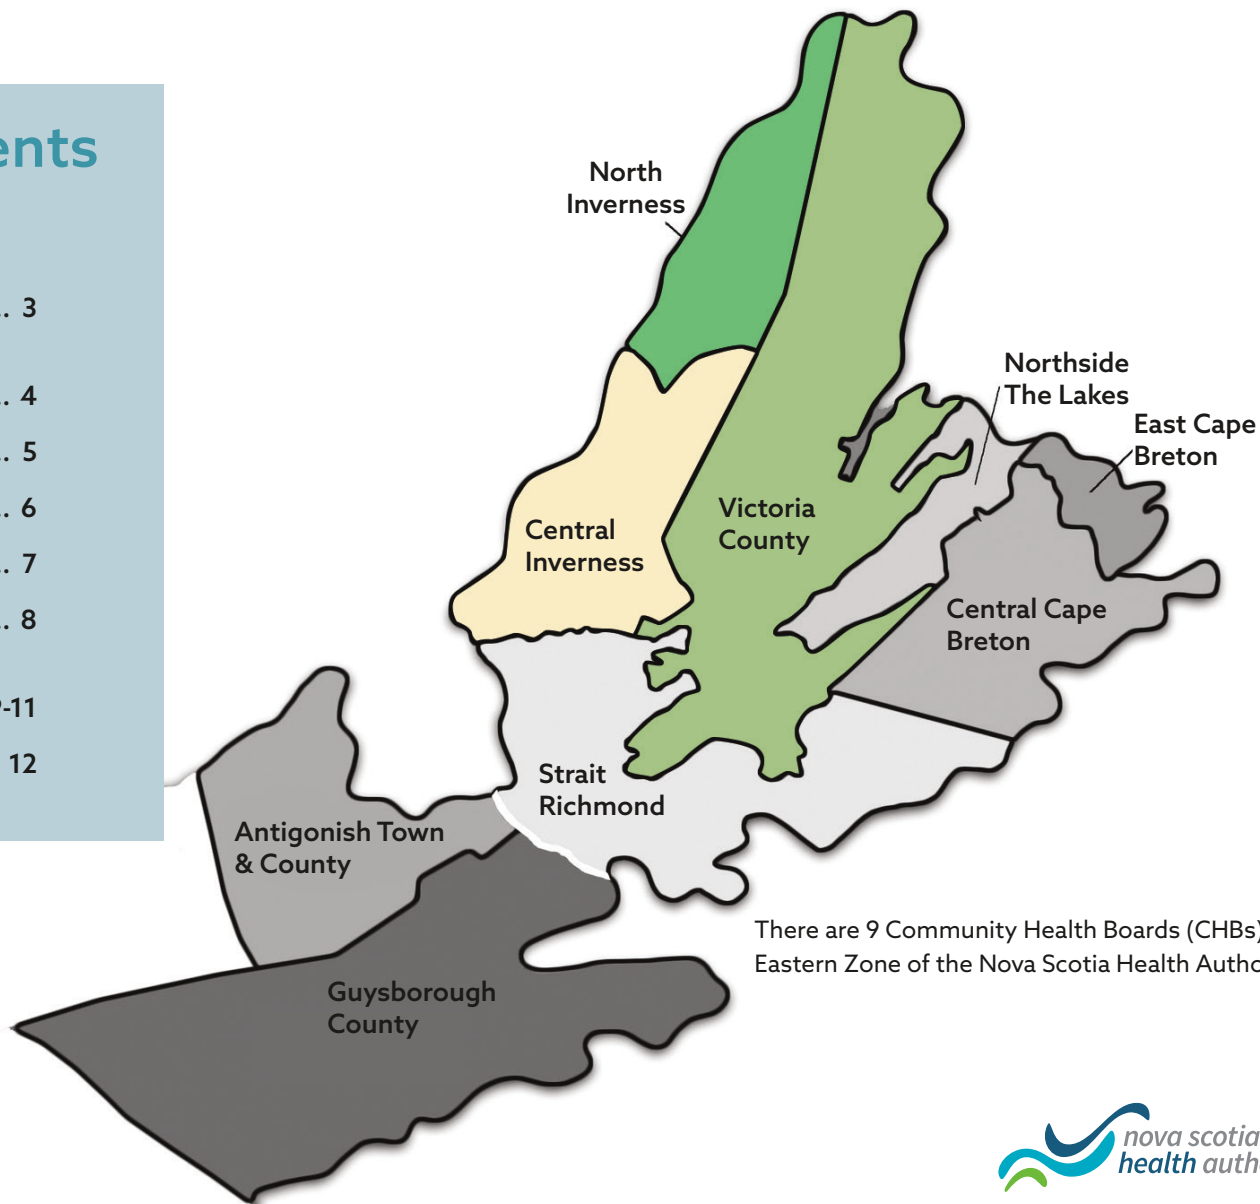 ents
.. 3
.. 4
.. 5
.. 6
.. 7
.. 8
9-11
12
North
Inverness
Northside
The Lakes
East Cape
Breton
Victoria
County
Central
Inverness
Central Cape
Breton
Strait
Richmond
Antigonish Town
& County
Guysborough
County
There are 9 Community Health Boards (CHBs)
Eastern Zone of the Nova Scotia Health Autho
nova scotia
health auth